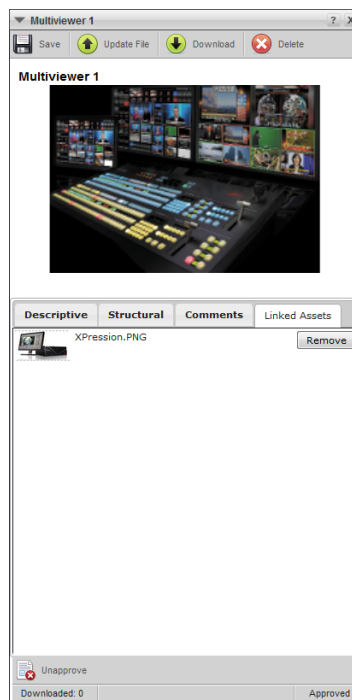 Multiviewer 1 ? X
Save Update File Download Delete
Multiviewer 1
Descriptive Structural Comments Linked Assets
XPression.PNG Remove
Unapprove
Downloaded: 0 Approved